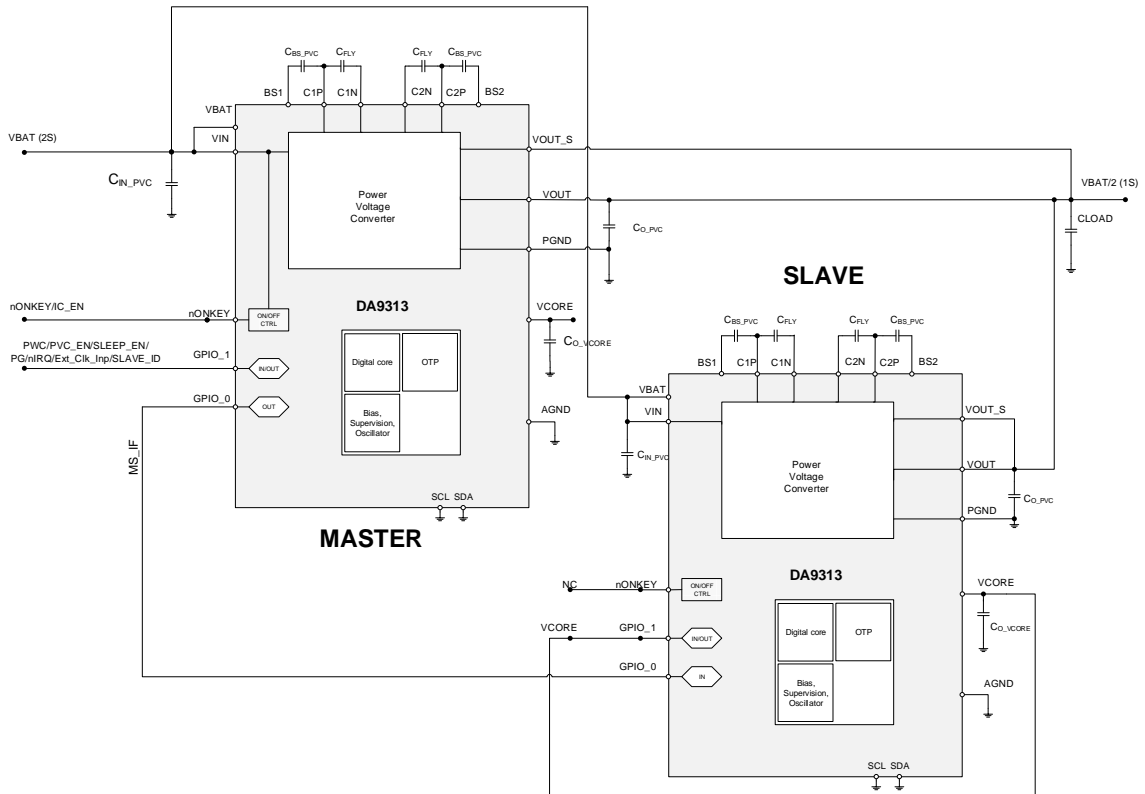 CBS_PVC CFLY CFLY CBS_PVC
BS1 C1P C1N C2N C2P BS2
VBAT
VIN
VBAT (2S)
CIN_PVC
Power
Voltage
Converter
VOUT_S
VOUT
PGND
CO_PVC
VBAT/2 (1S)
CLOAD
DA9313
nONKEY/IC_EN
nONKEY
ON/OFF
CTRL
VCORE
CO_VCORE
PWC/PVC_EN/SLEEP_EN/
PG/nIRQ/Ext_Clk_Inp/SLAVE_ID
GPIO_1
IN/OUT
GPIO_0
OUT
Digital core
OTP
Bias,
Supervision,
Oscillator
AGND
SCL SDA
MS_IF
MASTER
SLAVE
CBS_PVC CFLY CFLY CBS_PVC
BS1 C1P C1N C2N C2P BS2
VBAT
VIN
CIN_PVC
Power
Voltage
Converter
VOUT_S
VOUT
PGND
CO_PVC
DA9313
NC
nONKEY
ON/OFF
CTRL
VCORE
CO_VCORE
VCORE
GPIO_1
IN/OUT
GPIO_0
IN
Digital core
OTP
Bias,
Supervision,
Oscillator
AGND
SCL SDA